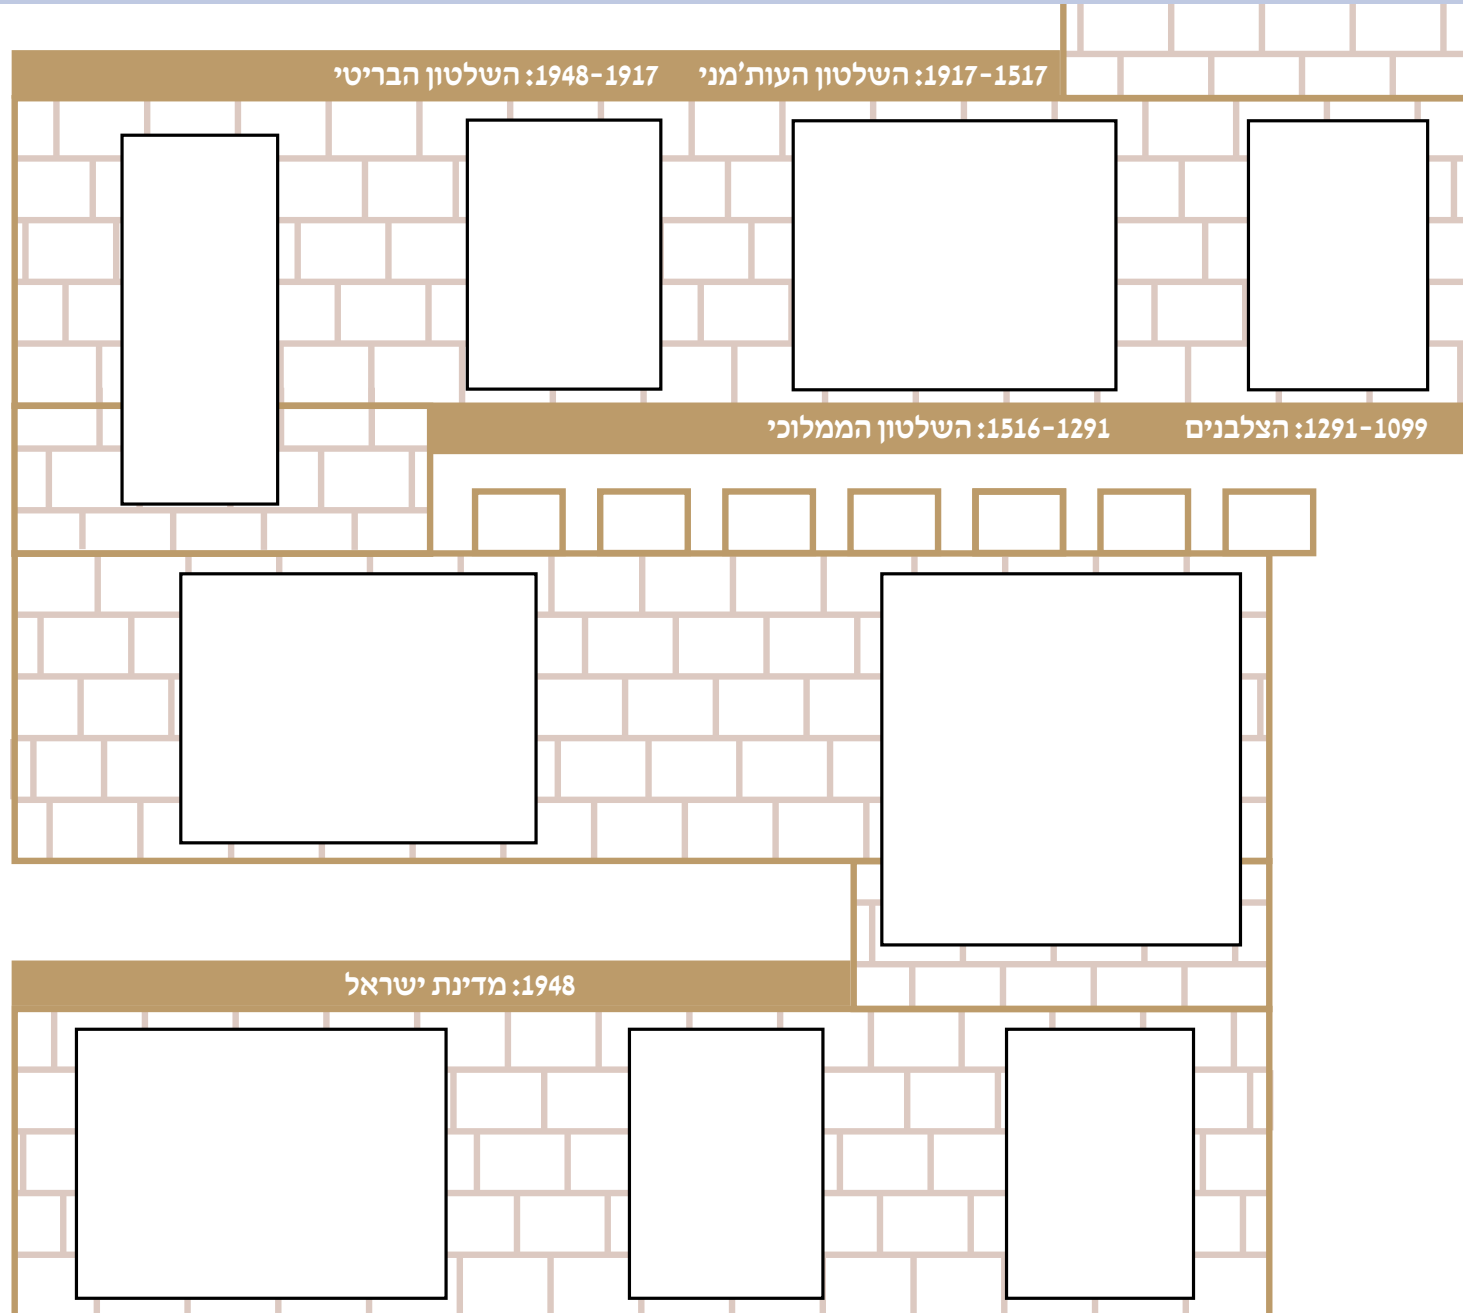 1917-1517: השלטון העות'מני
1948-1917: השלטון הבריטי
1291-1099: הצלבנים
1516-1291: השלטון הממלוכי
1948: מדינת ישראל